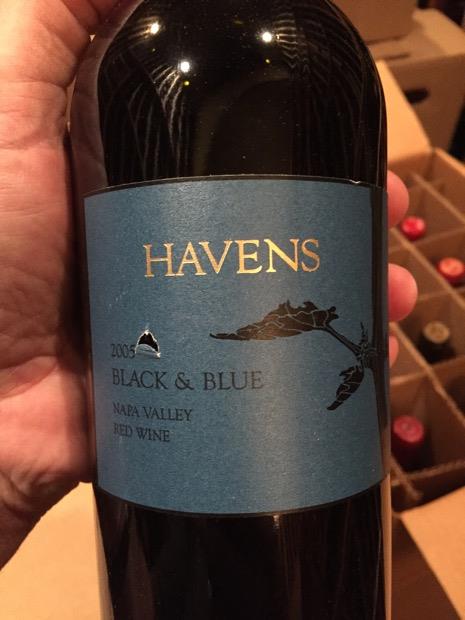 HAVENS
2005
BLACK & BLUE
NAPA VALLEY
RED WINE